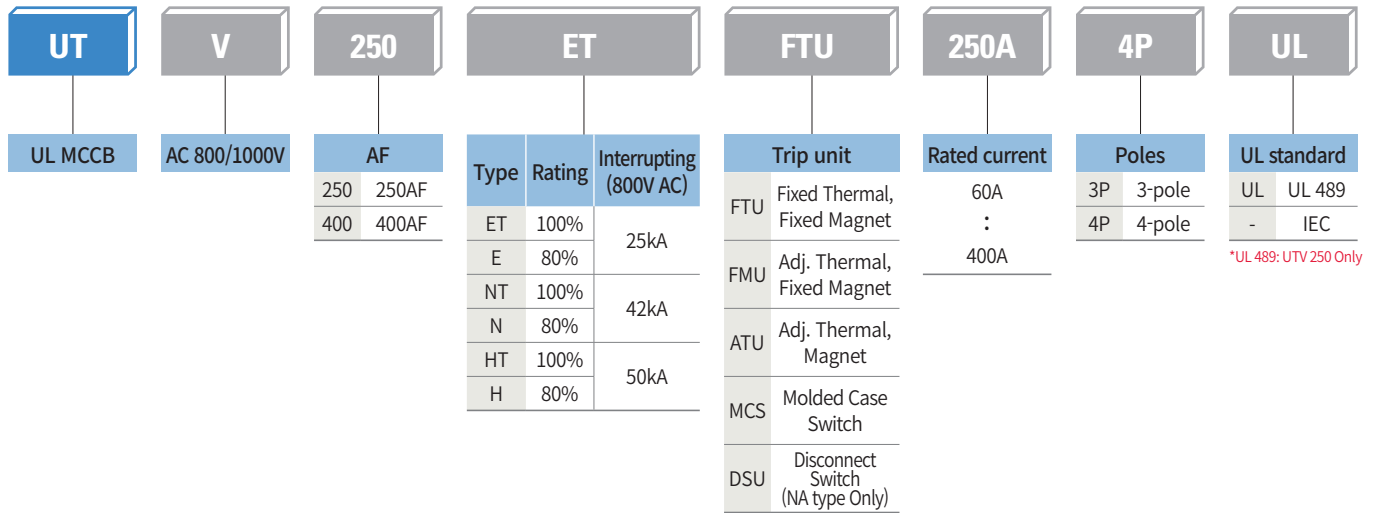 UT V 250 ET FTU 250A 4P UL
UL MCCB
AC 800/1000V
AF
250 250AF
400 400AF
Type Rating Interrupting
(800V AC)
ET 100% 25kA
E 80%
NT 100% 42kA
N 80%
HT 100% 50kA
H 80%
Trip unit
FTU Fixed Thermal,
Fixed Magnet
FMU Adj. Thermal,
Fixed Magnet
ATU Adj. Thermal,
Magnet
MCS Molded Case
Switch
DSU Disconnect
Switch
(NA type Only)
Rated current
60A
:
400A
Poles
3P 3-pole
4P 4-pole
UL standard
UL UL 489
- IEC
*UL 489: UTV 250 Only